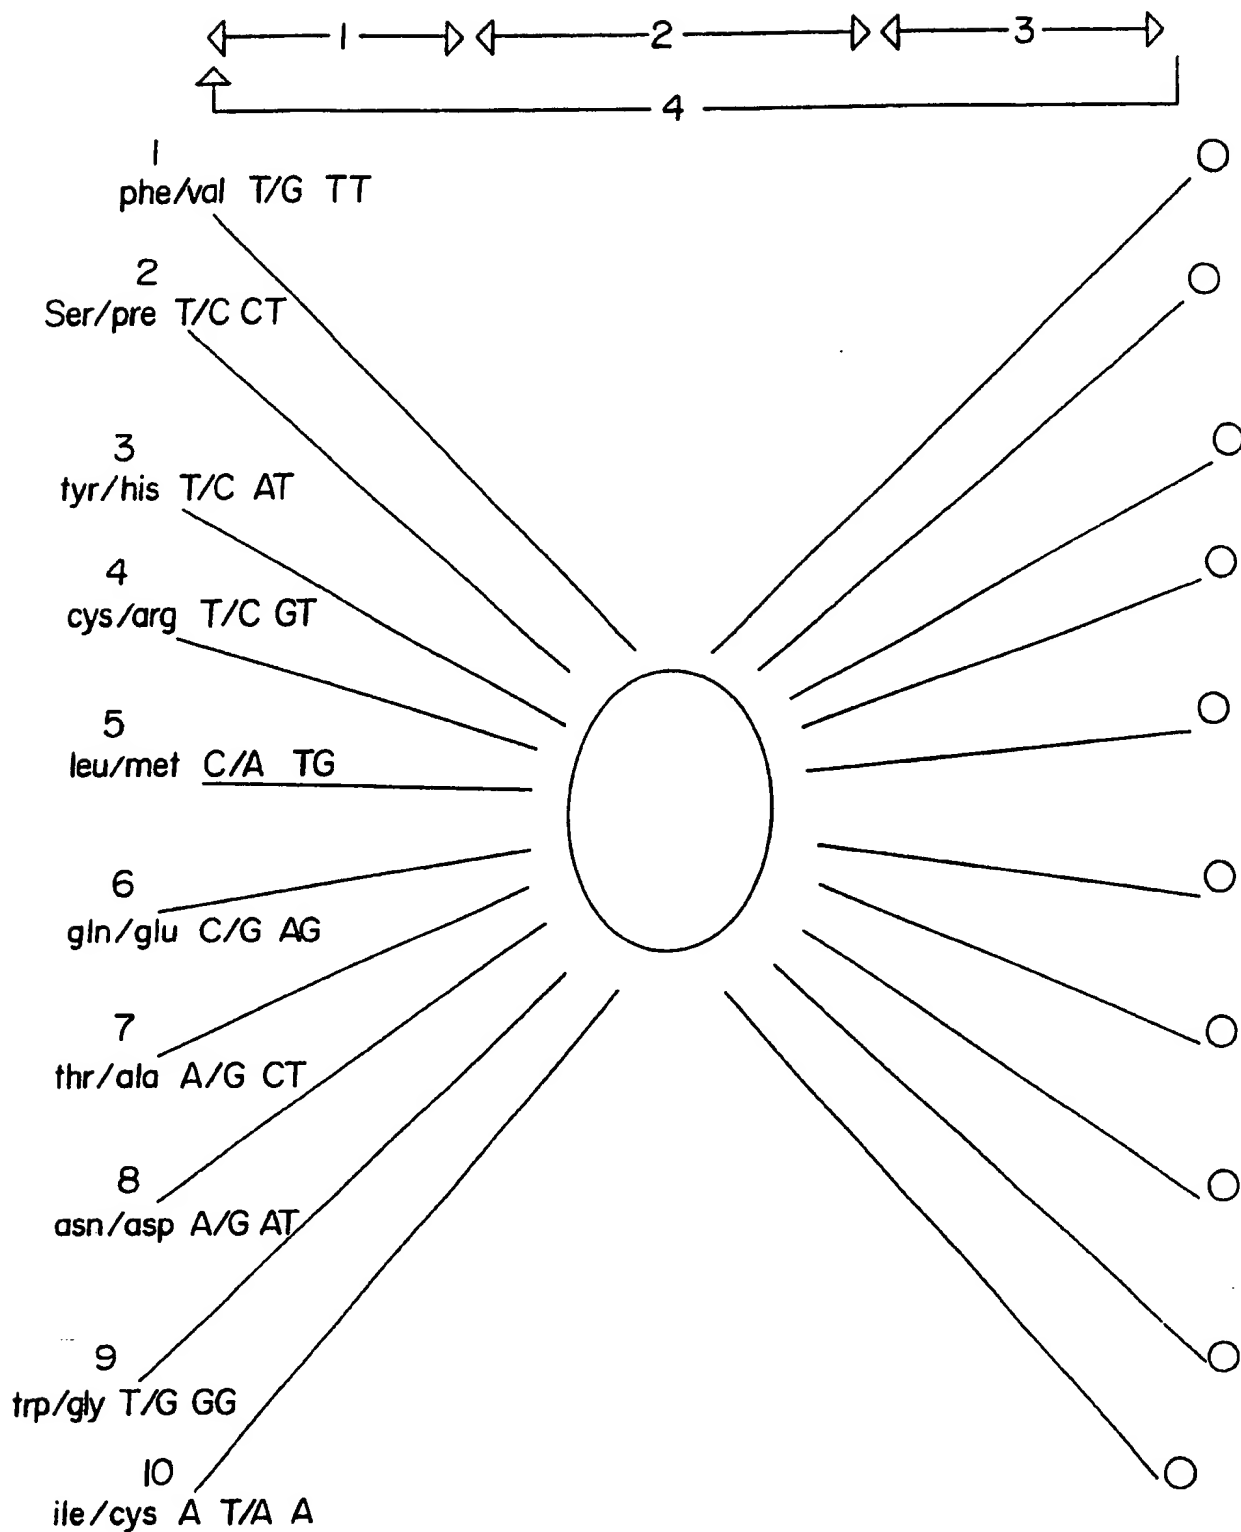 1 2 3
4
1
phe/val T/G TT
2
Ser/pre T/C CT
3
tyr/his T/C AT
4
cys/arg T/C GT
5
leu/met C/A TG
6
gln/glu C/G AG
7
thr/ala A/G CT
8
asn/asp A/G AT
9
trp/gly T/G GG
10
ile/cys A T/A A